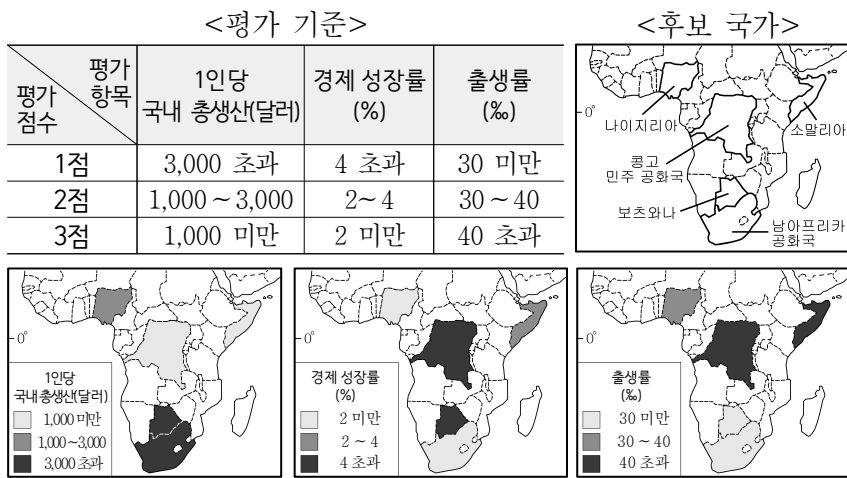 <평가 기준>
평가 항목
평가 점수
1인당 국내 총생산(달러)
경제 성장률 (%)
출생률 (‰)
1점 3,000 초과 4 초과 30 미만
2점 1,000～3,000 2～4 30～40
3점 1,000 미만 2 미만 40 초과
<후보 국가>
0°
나이지리아
소말리아
콩고
민주 공화국
보츠와나
남아프리카
공화국
0°
1인당
국내 총생산(달러)
1,000 미만
1,000～3,000
3,000 초과
0°
경제 성장률
(%)
2 미만
2 ～ 4
4 초과
0°
출생률
(‰)
30 미만
30～40
40 초과